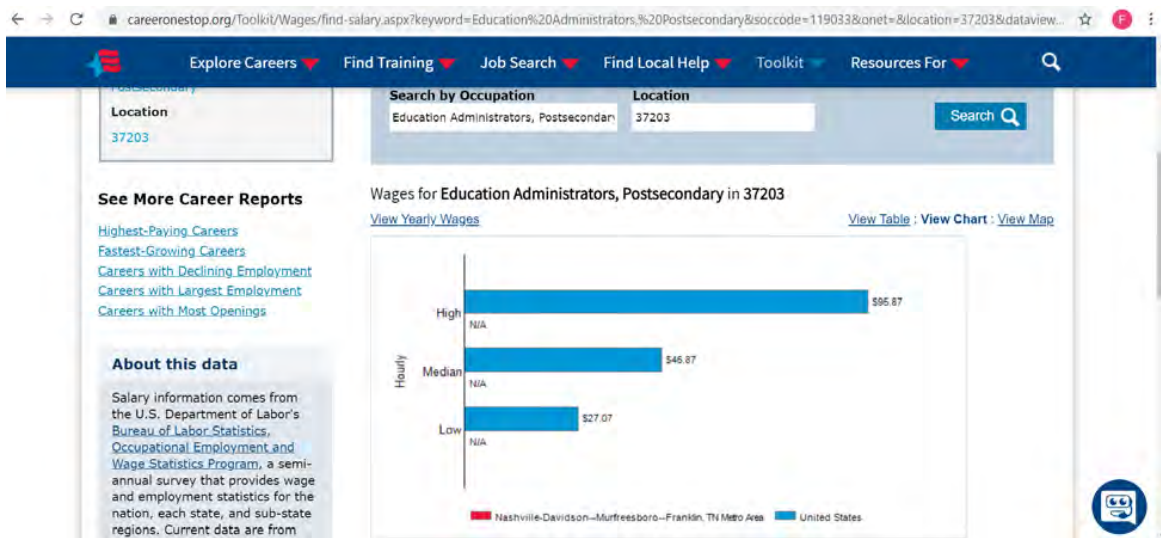 careeronestop.org/Toolkit/Wages/find-salary.aspx?keyword=Education%20Administrators,%20Postsecondary&soccode=119033&onet=&location=37203&dataview...
F
Explore Careers Find Training Job Search Find Local Help Toolkit Resources For
Postsecondary
Location
37203
Search by Occupation Location
Education Administrators, Postsecondar 37203 Search
See More Career Reports
Highest-Paying Careers
Fastest-Growing Careers
Careers with Declining Employment
Careers with Largest Employment
Careers with Most Openings
About this data
Salary information comes from
the U.S. Department of Labor's
Bureau of Labor Statistics,
Occupational Employment and
Wage Statistics Program, a semi-
annual survey that provides wage
and employment statistics for the
nation, each state, and sub-state
regions. Current data are from
Wages for Education Administrators, Postsecondary in 37203
View Yearly Wages View Table : View Chart : View Map
Hourly
High $95.87
N/A
Median $46.87
N/A
Low $27.07
N/A
Nashville-Davidson--Murfreesboro--Franklin, TN Metro Area United States